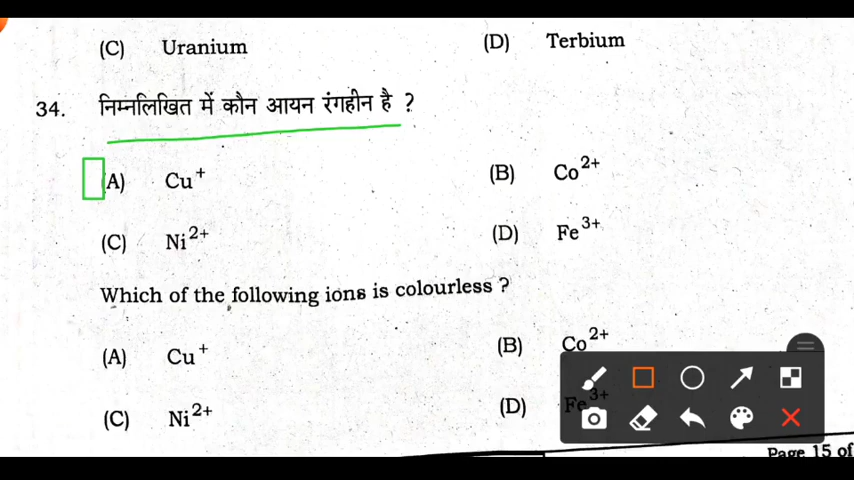 (C) Uranium (D) Terbium
34. निम्नलिखित में कौन आयन रंगहीन है ?
(A) Cu⁺ (B) Co²⁺
(C) Ni²⁺ (D) Fe³⁺
Which of the following ions is colourless ?
(A) Cu⁺ (B) Co²⁺
(C) Ni²⁺ (D) Fe³⁺
Page 15 of